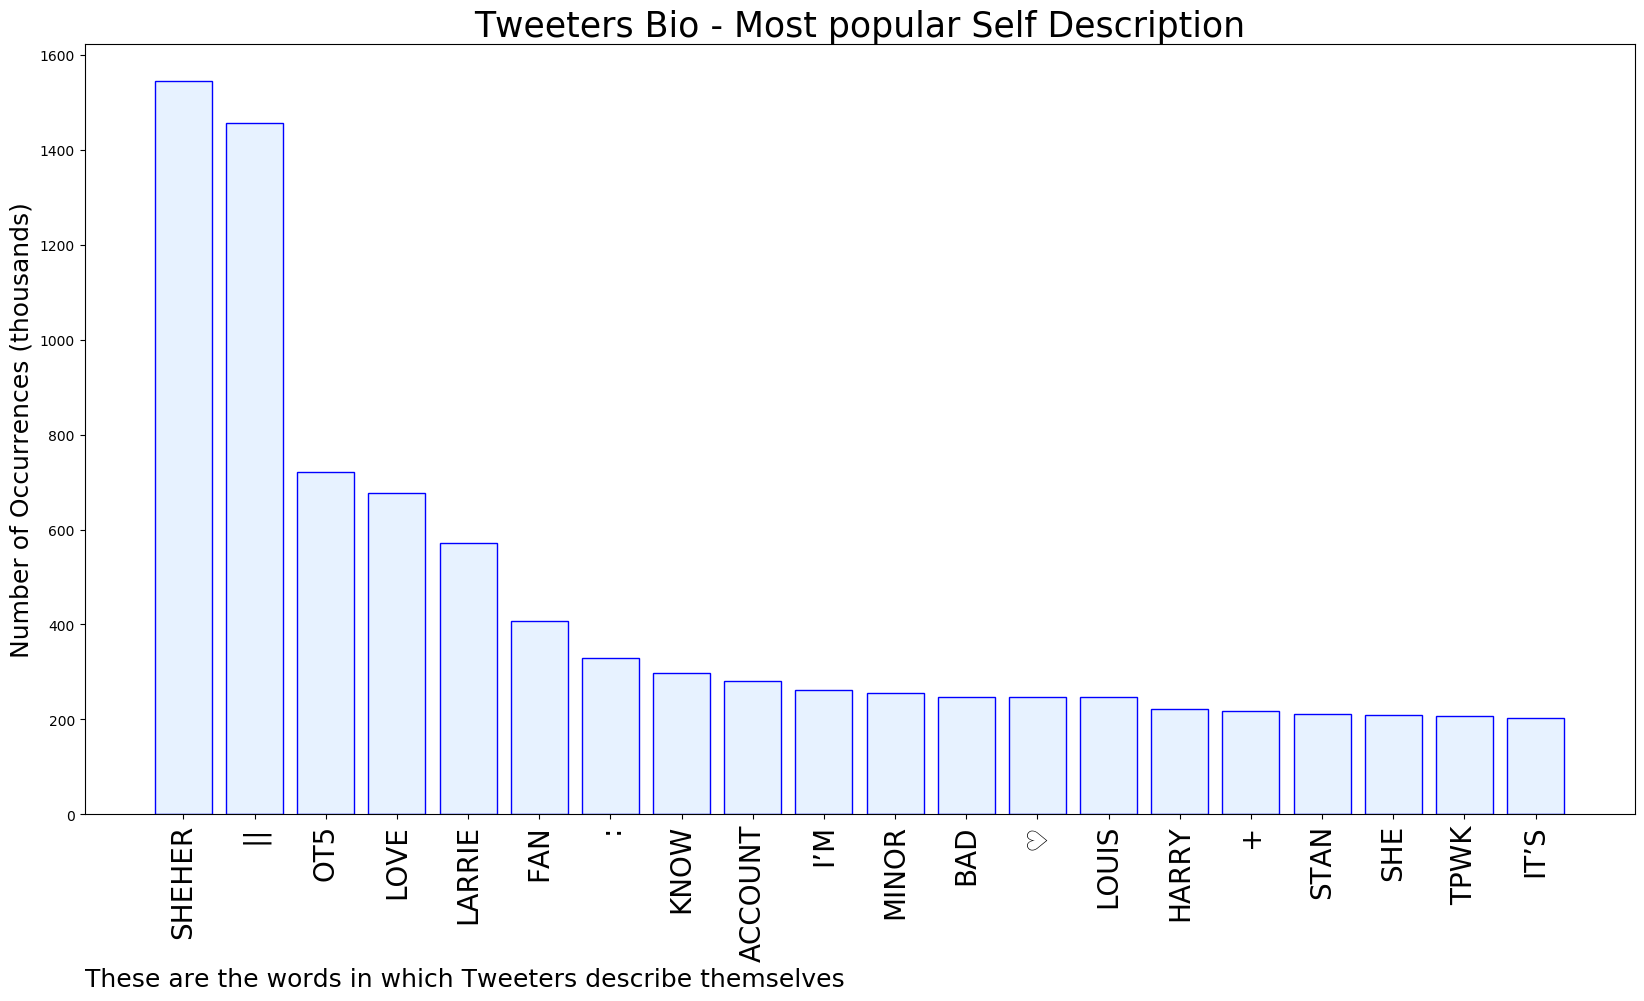 Tweeters Bio - Most popular Self Description
Number of Occurrences (thousands)
1600
1400
1200
1000
800
600
400
200
0
SHEHER
||
OT5
LOVE
LARRIE
FAN
:
KNOW
ACCOUNT
I’M
MINOR
BAD
♡
LOUIS
HARRY
+
STAN
SHE
TPWK
IT’S
These are the words in which Tweeters describe themselves